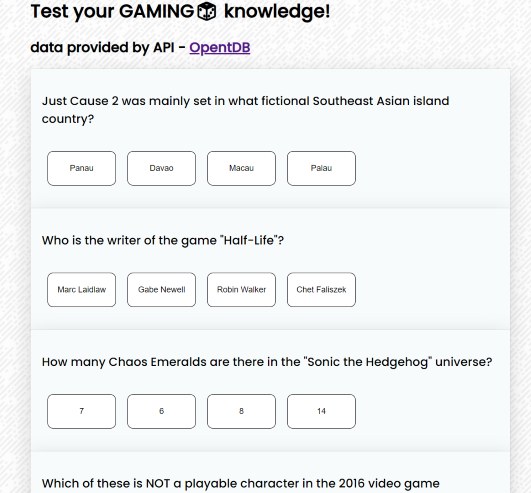 Test your GAMING knowledge!
data provided by API - OpenDB
Just Cause 2 was mainly set in what fictional Southeast Asian island
country?
Panau Davao Macau Palau
Who is the writer of the game "Half-Life"?
Marc Laidlaw Gabe Newell Robin Walker Chet Faliszek
How many Chaos Emeralds are there in the "Sonic the Hedgehog" universe?
7 6 8 14
Which of these is NOT a playable character in the 2016 video game